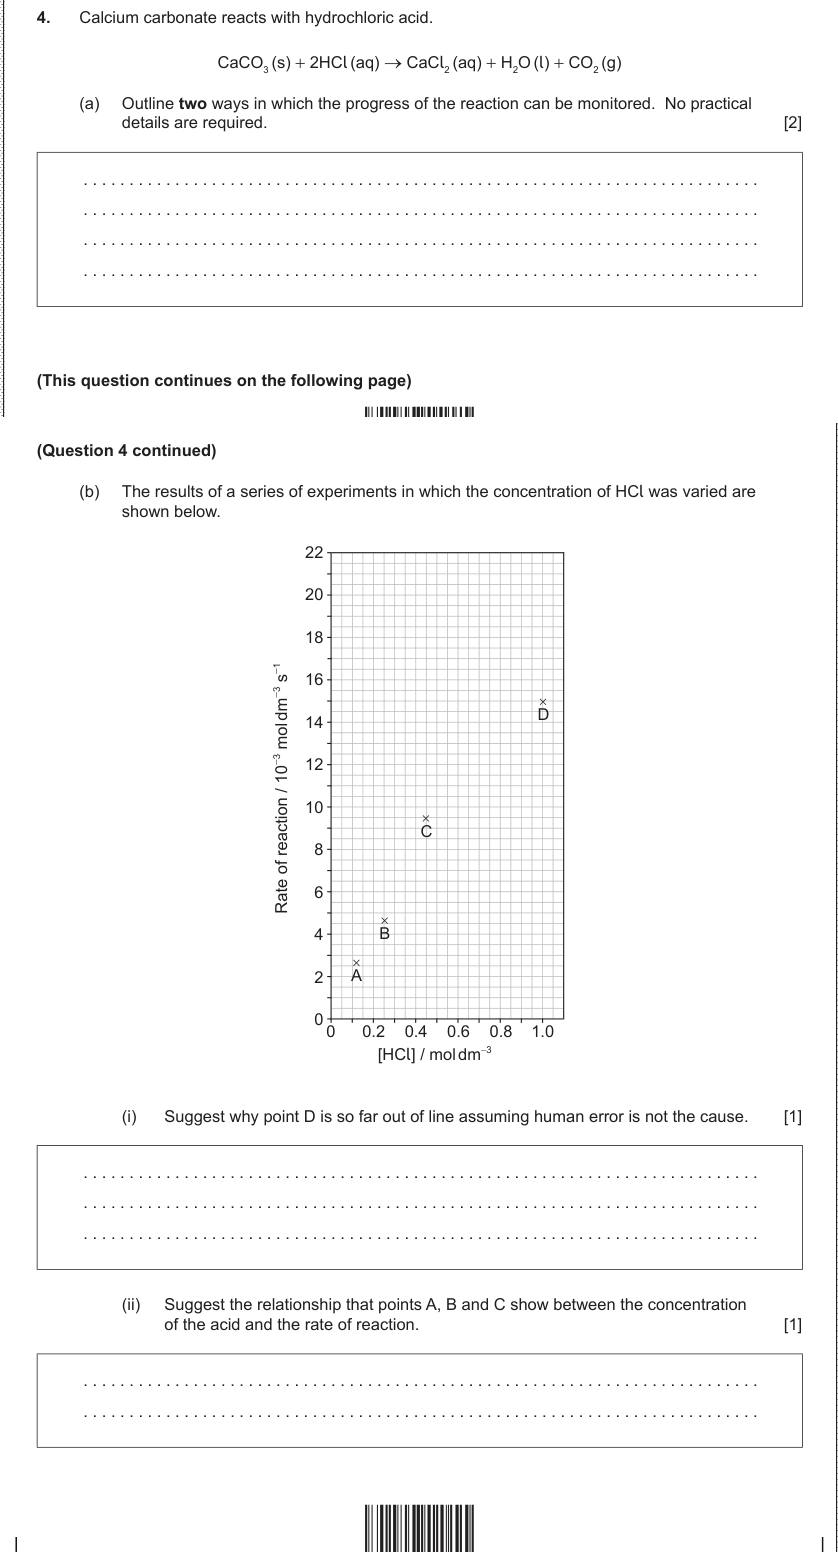 4. Calcium carbonate reacts with hydrochloric acid.
CaCO₃ (s) + 2HCl (aq) → CaCl₂ (aq) + H₂O (l) + CO₂ (g)
(a) Outline two ways in which the progress of the reaction can be monitored. No practical
details are required. [2]
(This question continues on the following page)
(Question 4 continued)
(b) The results of a series of experiments in which the concentration of HCl was varied are
shown below.
22
20
18
16
14
12
10
8
6
4
2
0
Rate of reaction / 10⁻³ mol dm⁻³ s⁻¹
D
C
B
A
0 0.2 0.4 0.6 0.8 1.0
[HCl] / mol dm⁻³
(i) Suggest why point D is so far out of line assuming human error is not the cause. [1]
(ii) Suggest the relationship that points A, B and C show between the concentration
of the acid and the rate of reaction. [1]